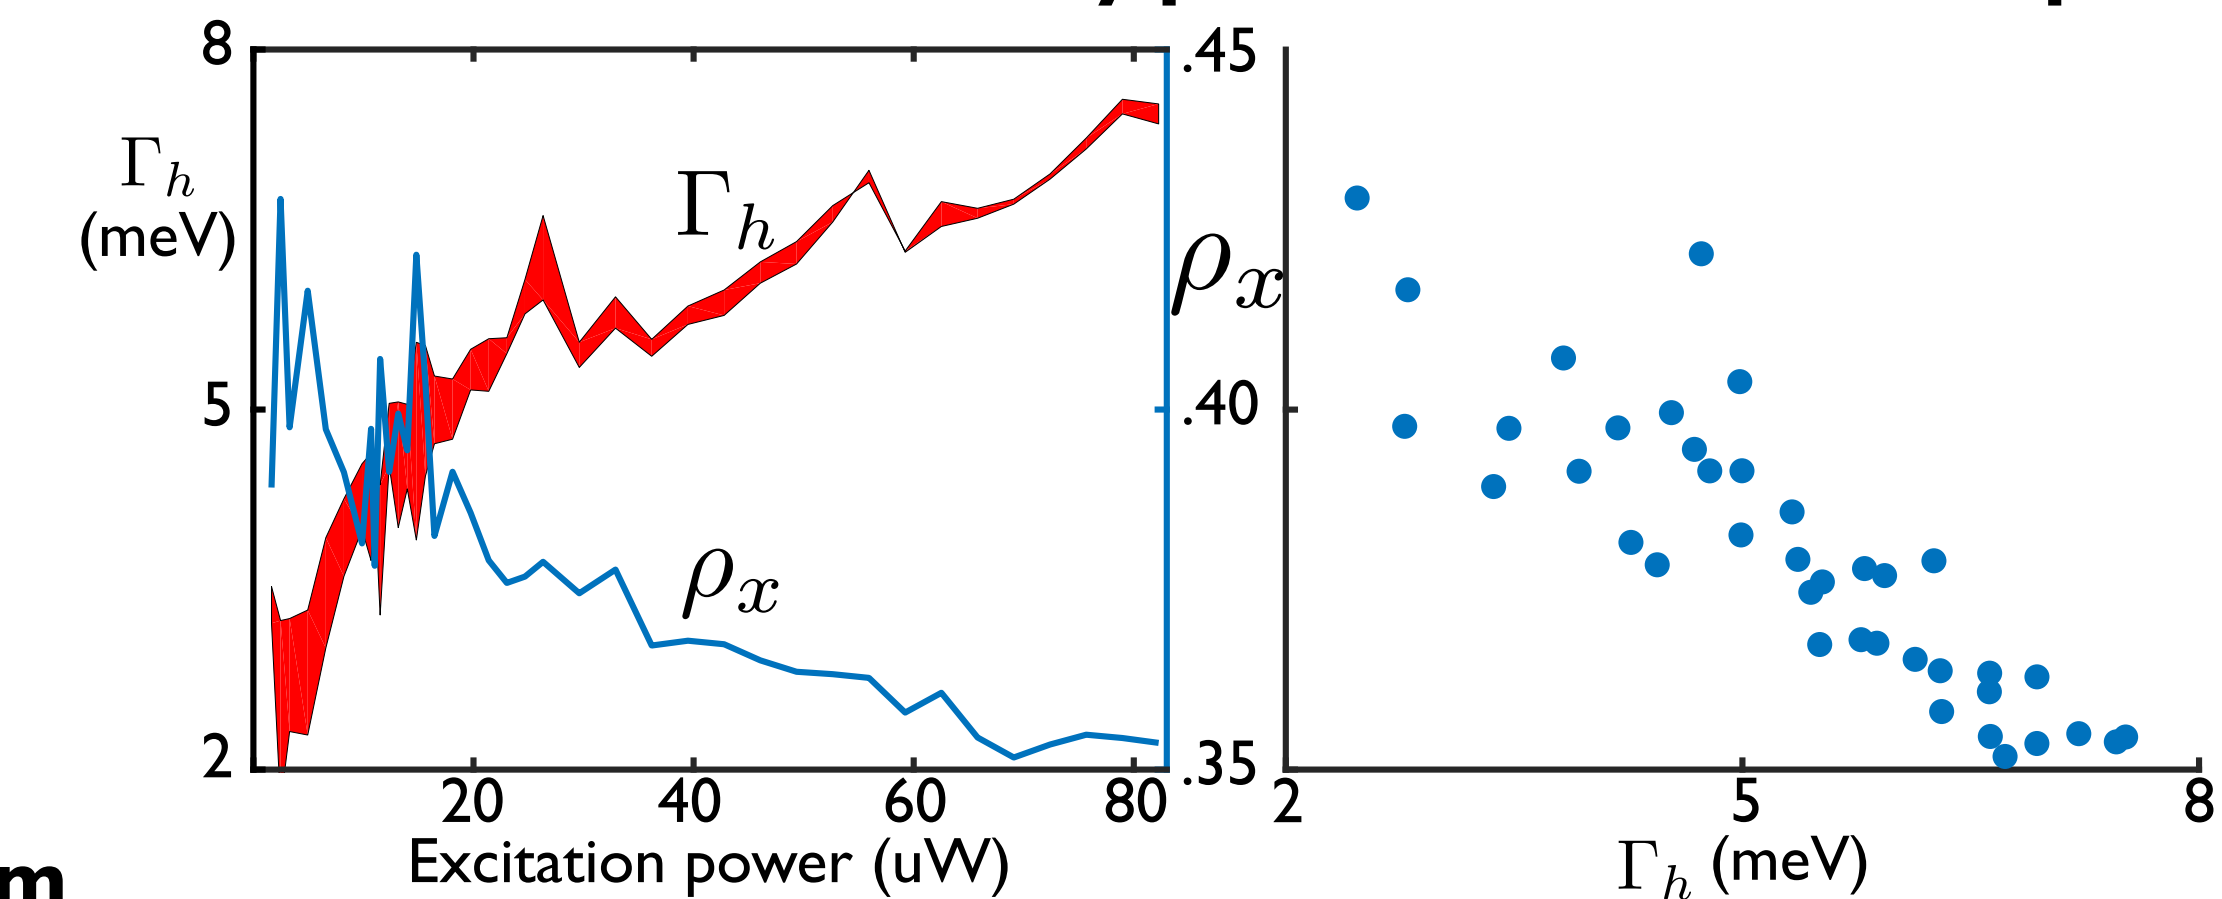 8
Γh
(meV)
5
2
Γh
ρx
20 40 60 80
Excitation power (uW)
.45
ρx
.40
.35
2 5 8
Γh (meV)
m